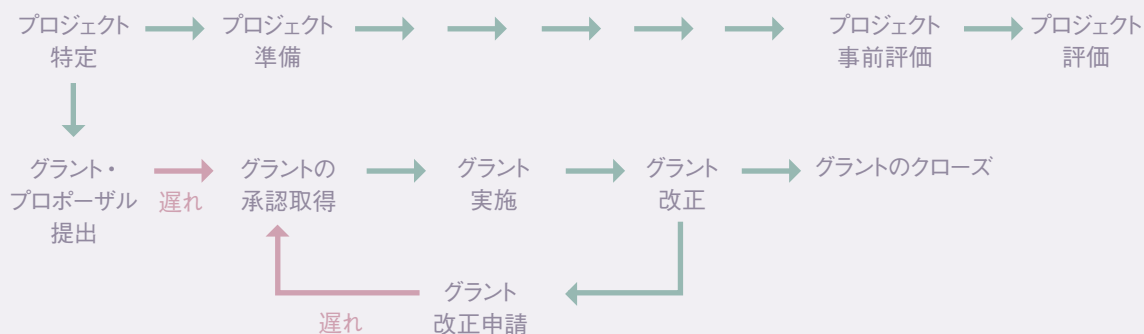 プロジェクト
特定
プロジェクト
準備
プロジェクト
事前評価
プロジェクト
評価
グラント・
プロポーザル
提出
遅れ
グラントの
承認取得
グラント
実施
グラント
改正
グラントのクローズ
グラント
改正申請
遅れ